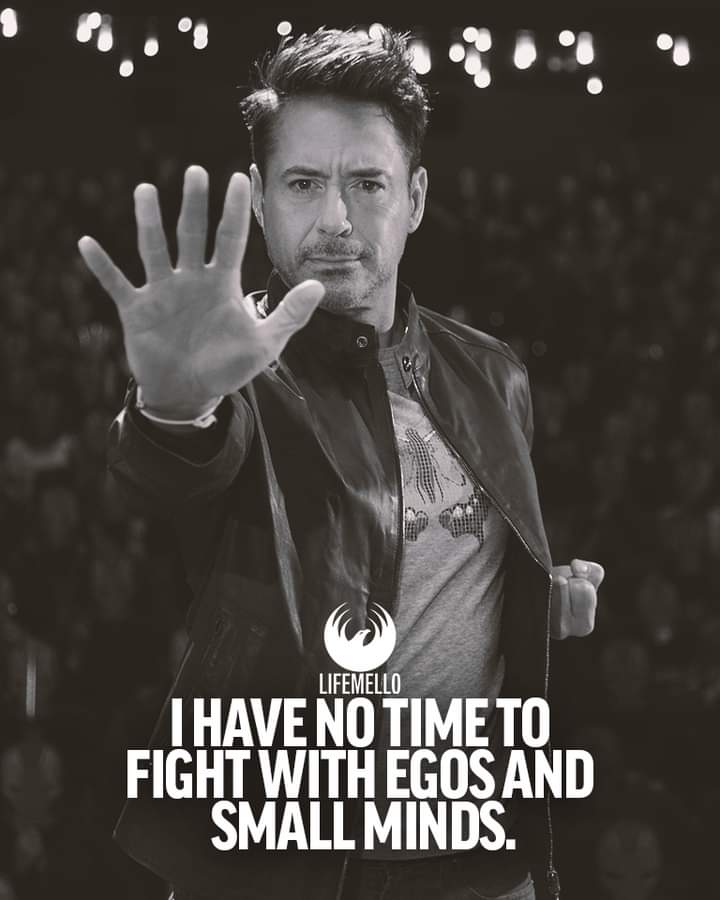 LIFEMELLO
I HAVE NO TIME TO
FIGHT WITH EGOS AND
SMALL MINDS.